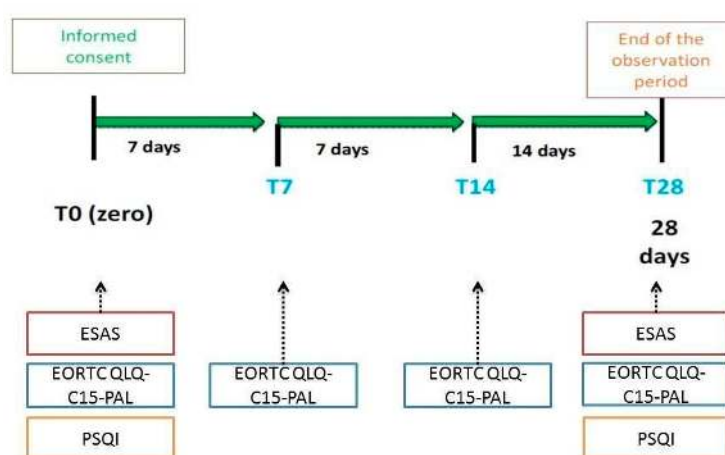 Informed
consent
End of the
observation
period
7 days
7 days
14 days
T7
T14
T28
T0 (zero)
28
days
ESAS
ESAS
EORTC QLQ-
C15-PAL
EORTC QLQ-
C15-PAL
EORTC QLQ-
C15-PAL
EORTC QLQ-
C15-PAL
PSQI
PSQI